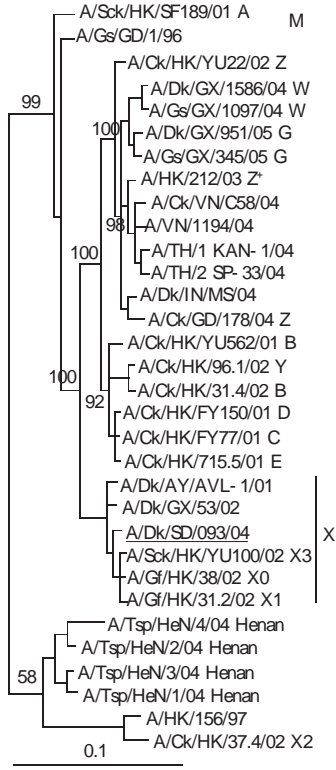 A/Sck/HK/SF189/01 A
M
A/Gs/GD/1/96
A/Ck/HK/YU22/02 Z
A/Dk/GX/1586/04 W
99
A/Gs/GX/1097/04 W
100
A/Dk/GX/951/05 G
A/Gs/GX/345/05 G
A/HK/212/03 Z+
A/Ck/VN/C58/04
98
A/VN/1194/04
A/TH/1 KAN- 1/04
100
A/TH/2 SP- 33/04
A/Dk/IN/MS/04
A/Ck/GD/178/04 Z
A/Ck/HK/YU562/01 B
A/Ck/HK/96.1/02 Y
100
A/Ck/HK/31.4/02 B
92
A/Ck/HK/FY150/01 D
A/Ck/HK/FY77/01 C
A/Ck/HK/715.5/01 E
A/Dk/AY/AVL- 1/01
A/Dk/GX/53/02
A/Dk/SD/093/04
X
A/Sck/HK/YU100/02 X3
A/Gf/HK/38/02 X0
A/Gf/HK/31.2/02 X1
A/Tsp/HeN/4/04 Henan
A/Tsp/HeN/2/04 Henan
58
A/Tsp/HeN/3/04 Henan
A/Tsp/HeN/1/04 Henan
A/HK/156/97
A/Ck/HK/37.4/02 X2
0.1